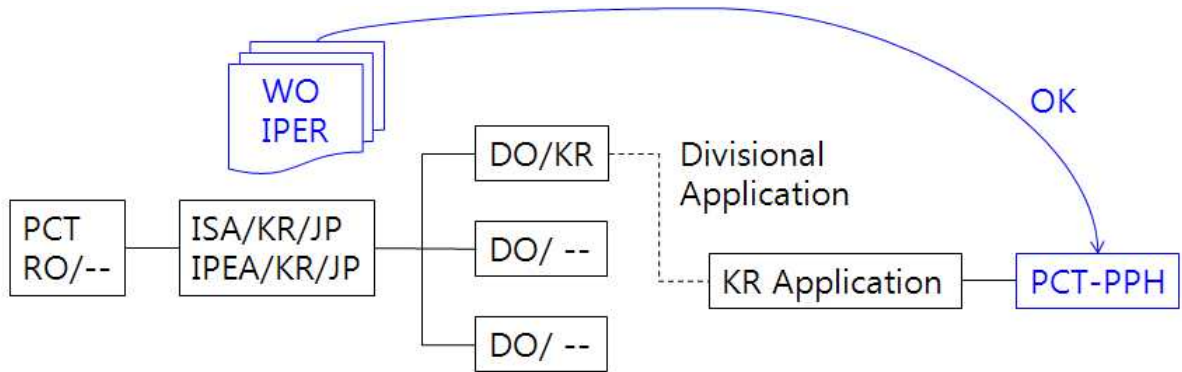 WO
IPER
OK
DO/KR
Divisional
Application
PCT
RO/--
ISA/KR/JP
IPEA/KR/JP
DO/ --
KR Application
PCT-PPH
DO/ --